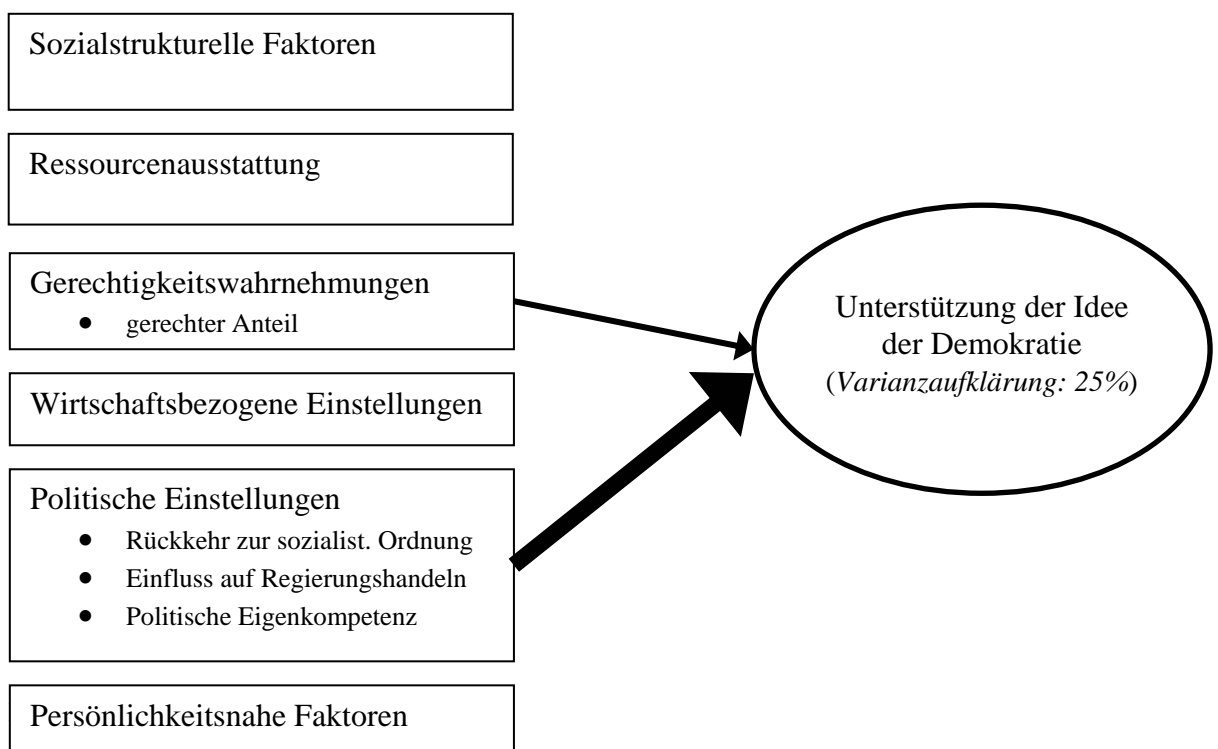 Sozialstrukturelle Faktoren
Ressourcenausstattung
Gerechtigkeitswahrnehmungen
• gerechter Anteil
Wirtschaftsbezogene Einstellungen
Politische Einstellungen
• Rückkehr zur sozialist. Ordnung
• Einfluss auf Regierungshandeln
• Politische Eigenkompetenz
Persönlichkeitsnahe Faktoren
Unterstützung der Idee
der Demokratie
(Varianzaufklärung: 25%)